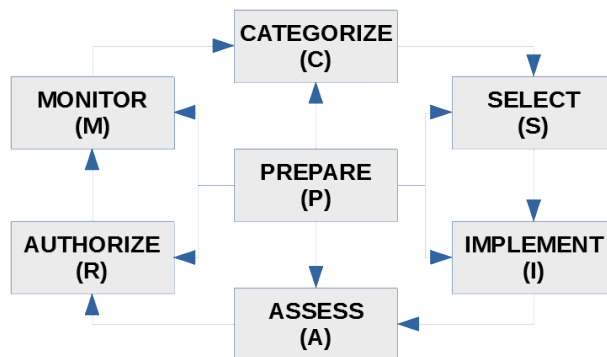 CATEGORIZE
(C)
MONITOR
(M)
SELECT
(S)
PREPARE
(P)
AUTHORIZE
(R)
IMPLEMENT
(I)
ASSESS
(A)